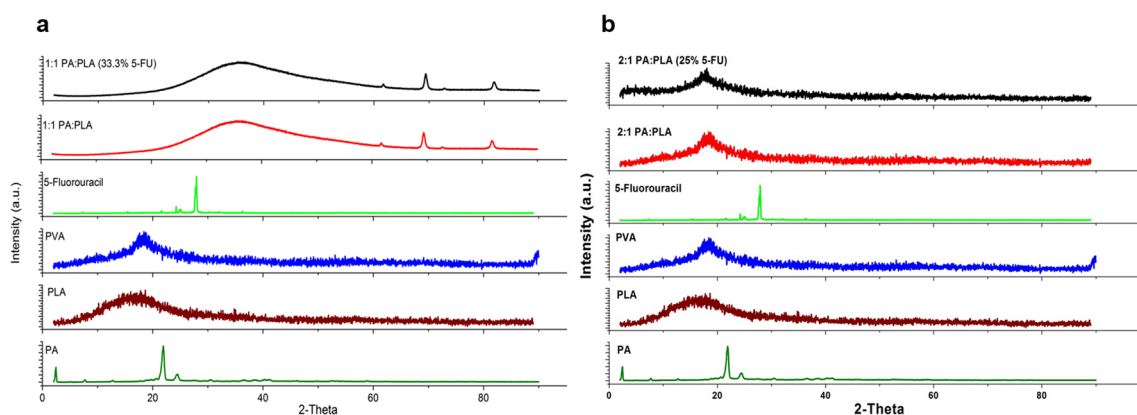 a
1:1 PA:PLA (33.3% 5-FU)
1:1 PA:PLA
5-Fluorouracil
PVA
PLA
PA
Intensity (a.u.)
0 20 40 60 80
2-Theta
b
2:1 PA:PLA (25% 5-FU)
2:1 PA:PLA
5-Fluorouracil
PVA
PLA
PA
Intensity (a.u.)
0 20 40 60 80
2-Theta